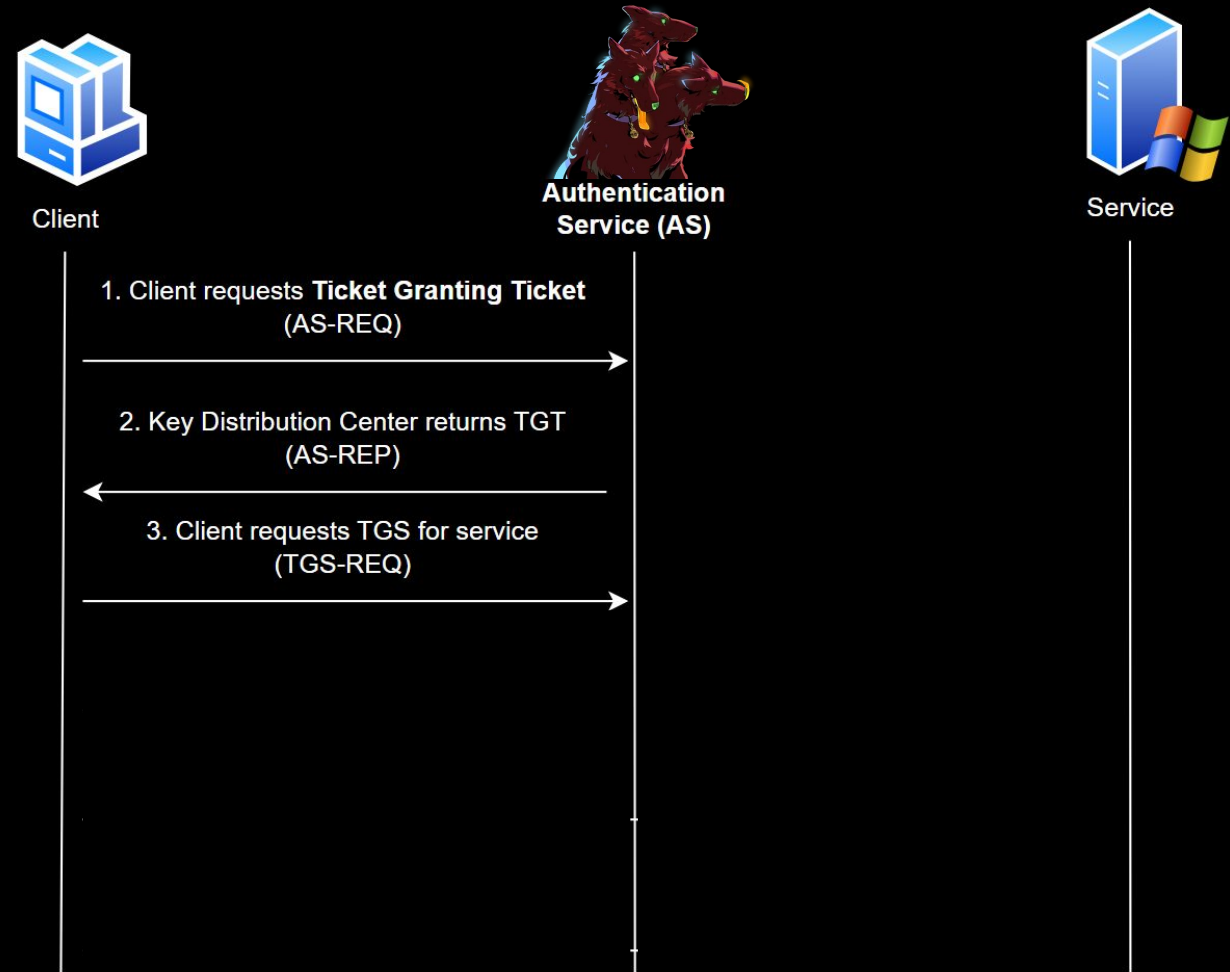 Client
Authentication
Service (AS)
Service
1. Client requests Ticket Granting Ticket
(AS-REQ)
2. Key Distribution Center returns TGT
(AS-REP)
3. Client requests TGS for service
(TGS-REQ)